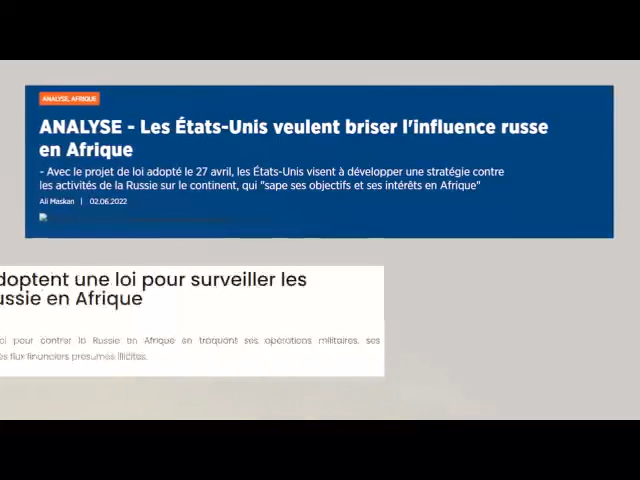 ANALYSE, AFRIQUE
ANALYSE - Les États-Unis veulent briser l'influence russe
en Afrique
- Avec le projet de loi adopté le 27 avril, les États-Unis visent à développer une stratégie contre
les activités de la Russie sur le continent, qui "sape ses objectifs et ses intérêts en Afrique"
Ali Maskan | 02.06.2022
doptent une loi pour surveiller les
ussie en Afrique
oi pour contrer la Russie en Afrique en traquant ses opérations militaires, ses
es flux financiers présumés illicites.